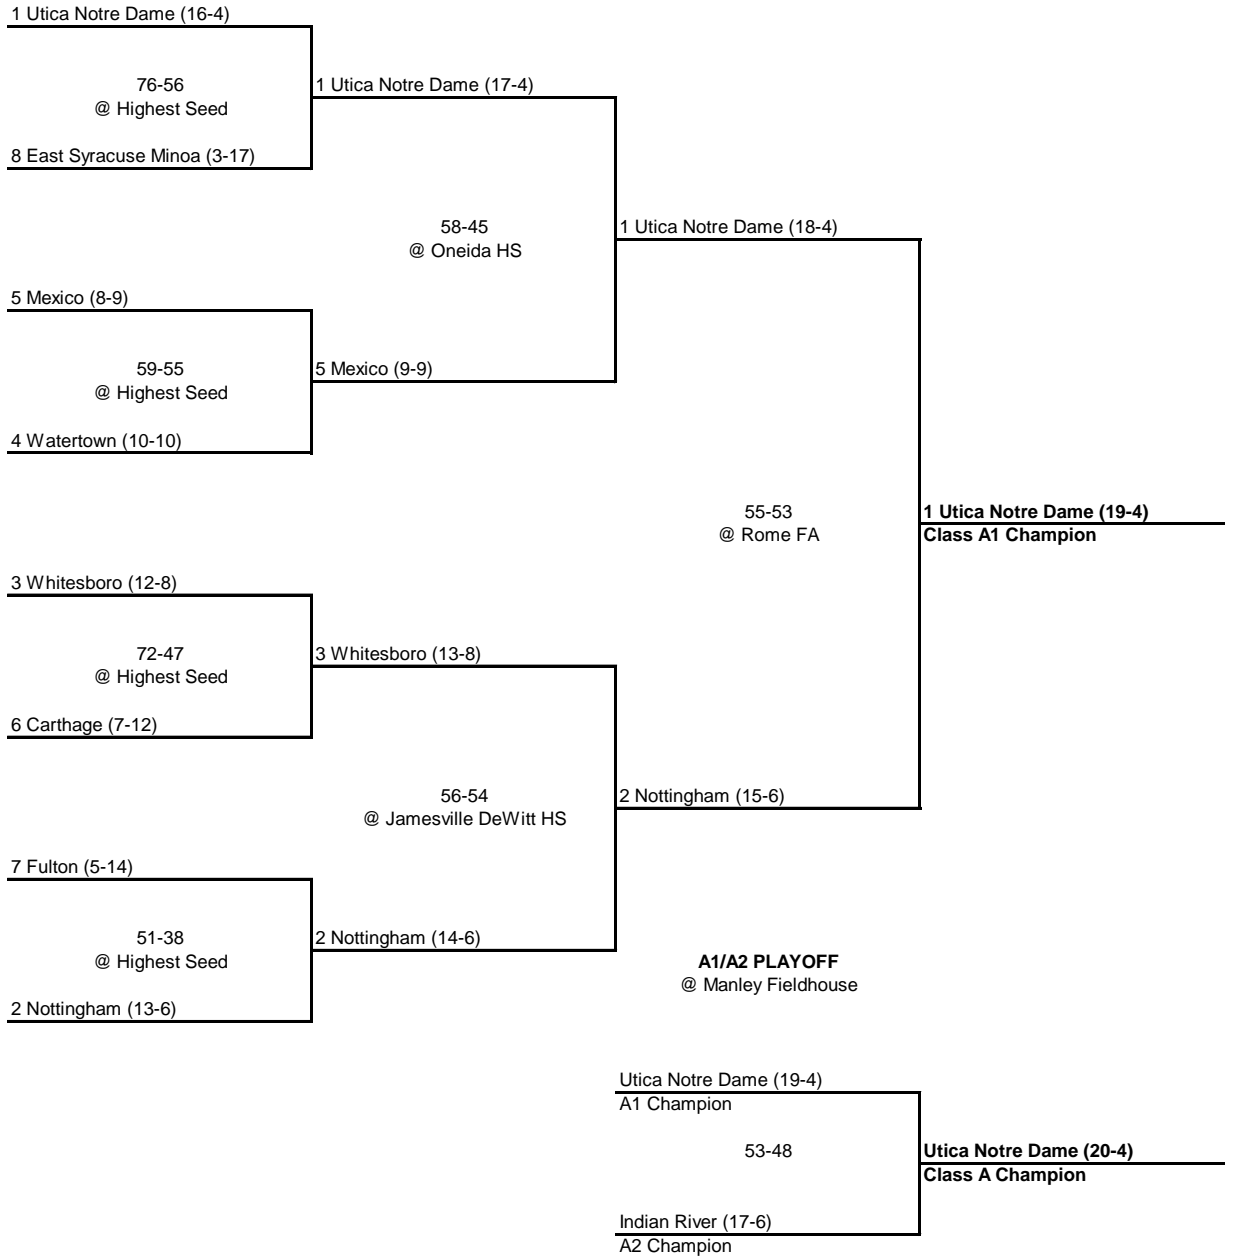 1 Utica Notre Dame (16-4)
76-56
@ Highest Seed
1 Utica Notre Dame (17-4)
8 East Syracuse Minoa (3-17)
58-45
@ Oneida HS
1 Utica Notre Dame (18-4)
5 Mexico (8-9)
59-55
@ Highest Seed
5 Mexico (9-9)
4 Watertown (10-10)
55-53
@ Rome FA
1 Utica Notre Dame (19-4)
Class A1 Champion
3 Whitesboro (12-8)
72-47
@ Highest Seed
3 Whitesboro (13-8)
6 Carthage (7-12)
56-54
@ Jamesville DeWitt HS
2 Nottingham (15-6)
7 Fulton (5-14)
51-38
@ Highest Seed
2 Nottingham (14-6)
2 Nottingham (13-6)
A1/A2 PLAYOFF
@ Manley Fieldhouse
Utica Notre Dame (19-4)
A1 Champion
53-48
Utica Notre Dame (20-4)
Class A Champion
Indian River (17-6)
A2 Champion